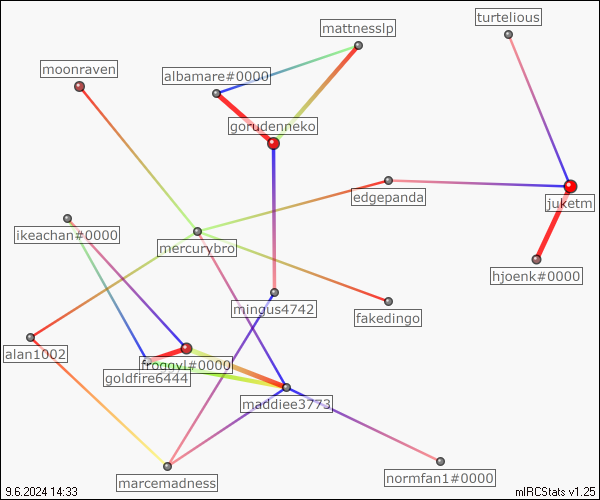 turtelious
mattnesslp
moonraven
albamare#0000
gorudenneko
edgepanda
juketm
ikeachan#0000
mercurybro
hjoenk#0000
mingus4742
fakedingo
alan1002
froggyl#0000
goldfire6444
maddiee3773
marcemadness
normfan1#0000
9.6.2024 14:33
mIRCStats v1.25